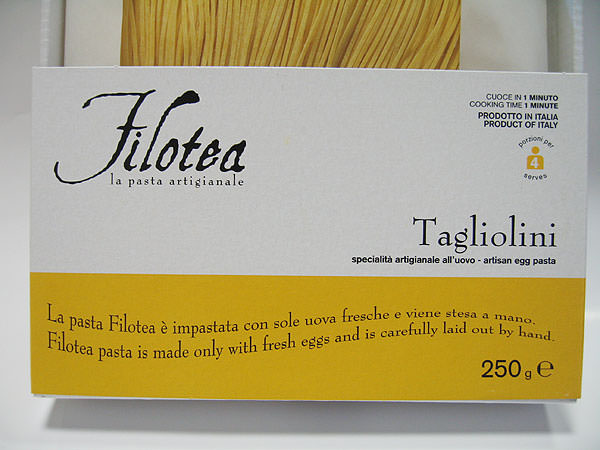 Filotea
la pasta artigianale
CUOCE IN 1 MINUTO
COOKING TIME 1 MINUTE
PRODOTTO IN ITALIA
PRODUCT OF ITALY
porzioni per
4
serves
Tagliolini
specialità artigianale all'uovo - artisan egg pasta
La pasta Filotea è impastata con sole uova fresche e viene stesa a mano.
Filotea pasta is made only with fresh eggs and is carefully laid out by hand.
250 g ℮